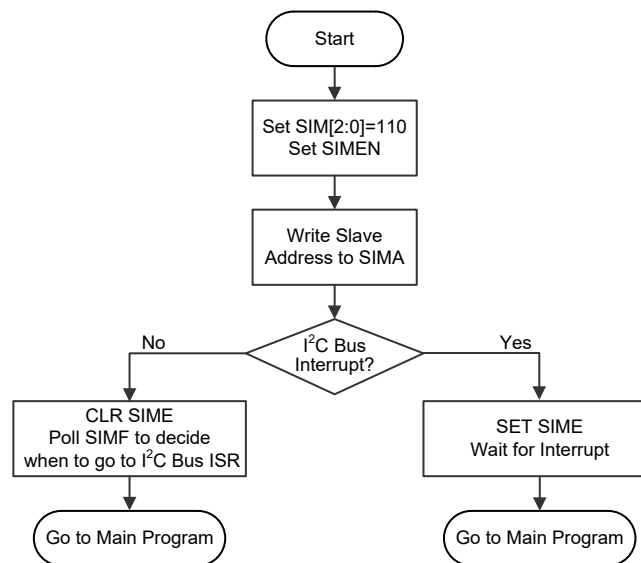 Start
Set SIM[2:0]=110
Set SIMEN
Write Slave
Address to SIMA
I²C Bus
Interrupt?
No
Yes
CLR SIME
Poll SIMF to decide
when to go to I²C Bus ISR
SET SIME
Wait for Interrupt
Go to Main Program
Go to Main Program